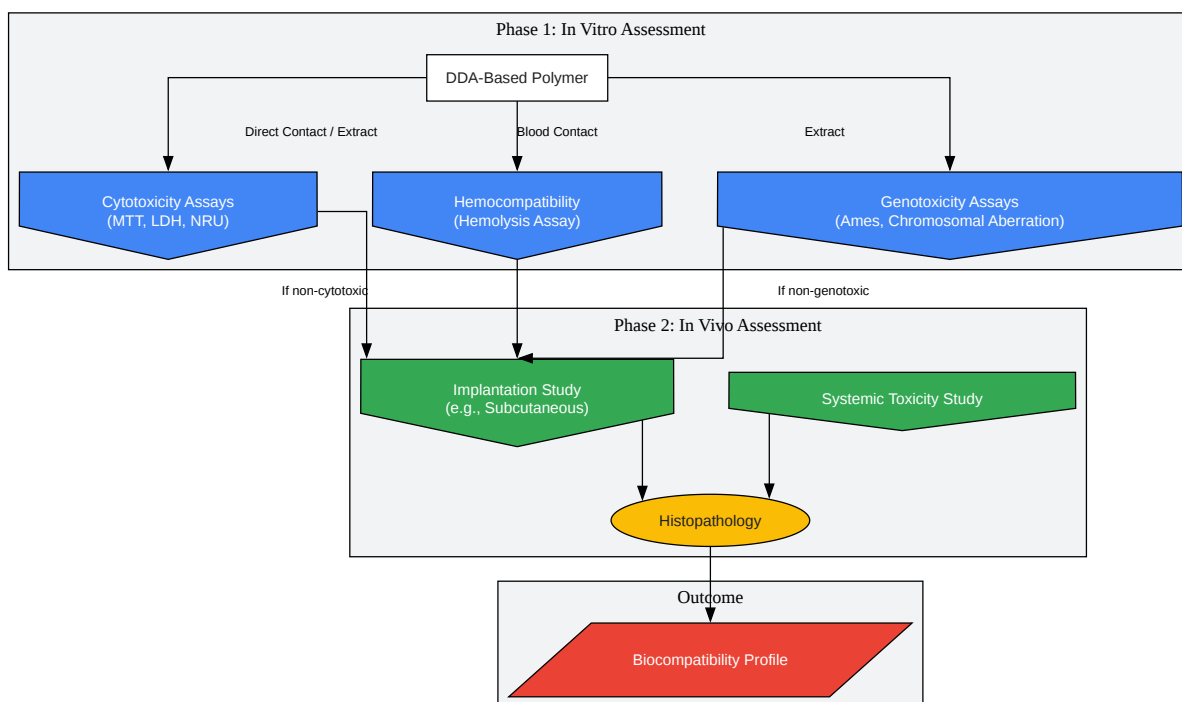 Phase 1: In Vitro Assessment
DDA-Based Polymer
Direct Contact / Extract
Blood Contact
Extract
Cytotoxicity Assays
(MTT, LDH, NRU)
Hemocompatibility
(Hemolysis Assay)
Genotoxicity Assays
(Ames, Chromosomal Aberration)
If non-cytotoxic
If non-genotoxic
Phase 2: In Vivo Assessment
Implantation Study
(e.g., Subcutaneous)
Systemic Toxicity Study
Histopathology
Outcome
Biocompatibility Profile